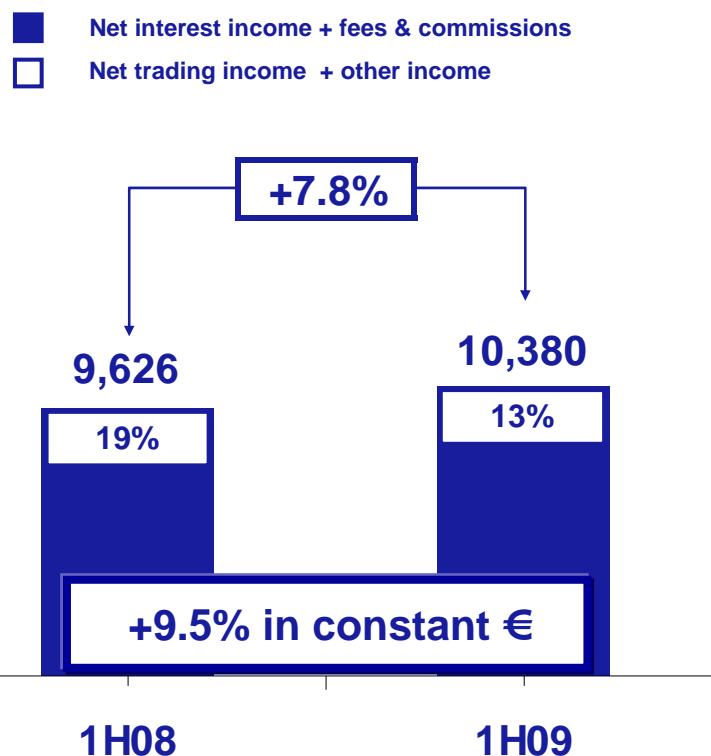 Net interest income + fees & commissions
Net trading income + other income
+7.8%
9,626
10,380
19%
13%
+9.5% in constant €
1H08
1H09